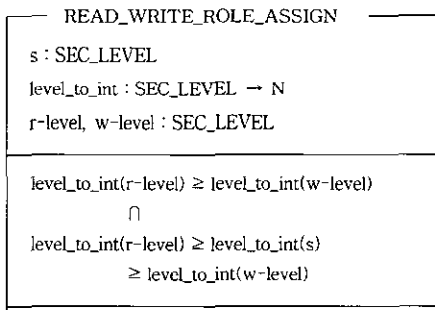 READ_WRITE_ROLE_ASSIGN
s : SEC_LEVEL
level_to_int : SEC_LEVEL → N
r-level, w-level : SEC_LEVEL
level_to_int(r-level) ≥ level_to_int(w-level)
∩
level_to_int(r-level) ≥ level_to_int(s)
≥ level_to_int(w-level)